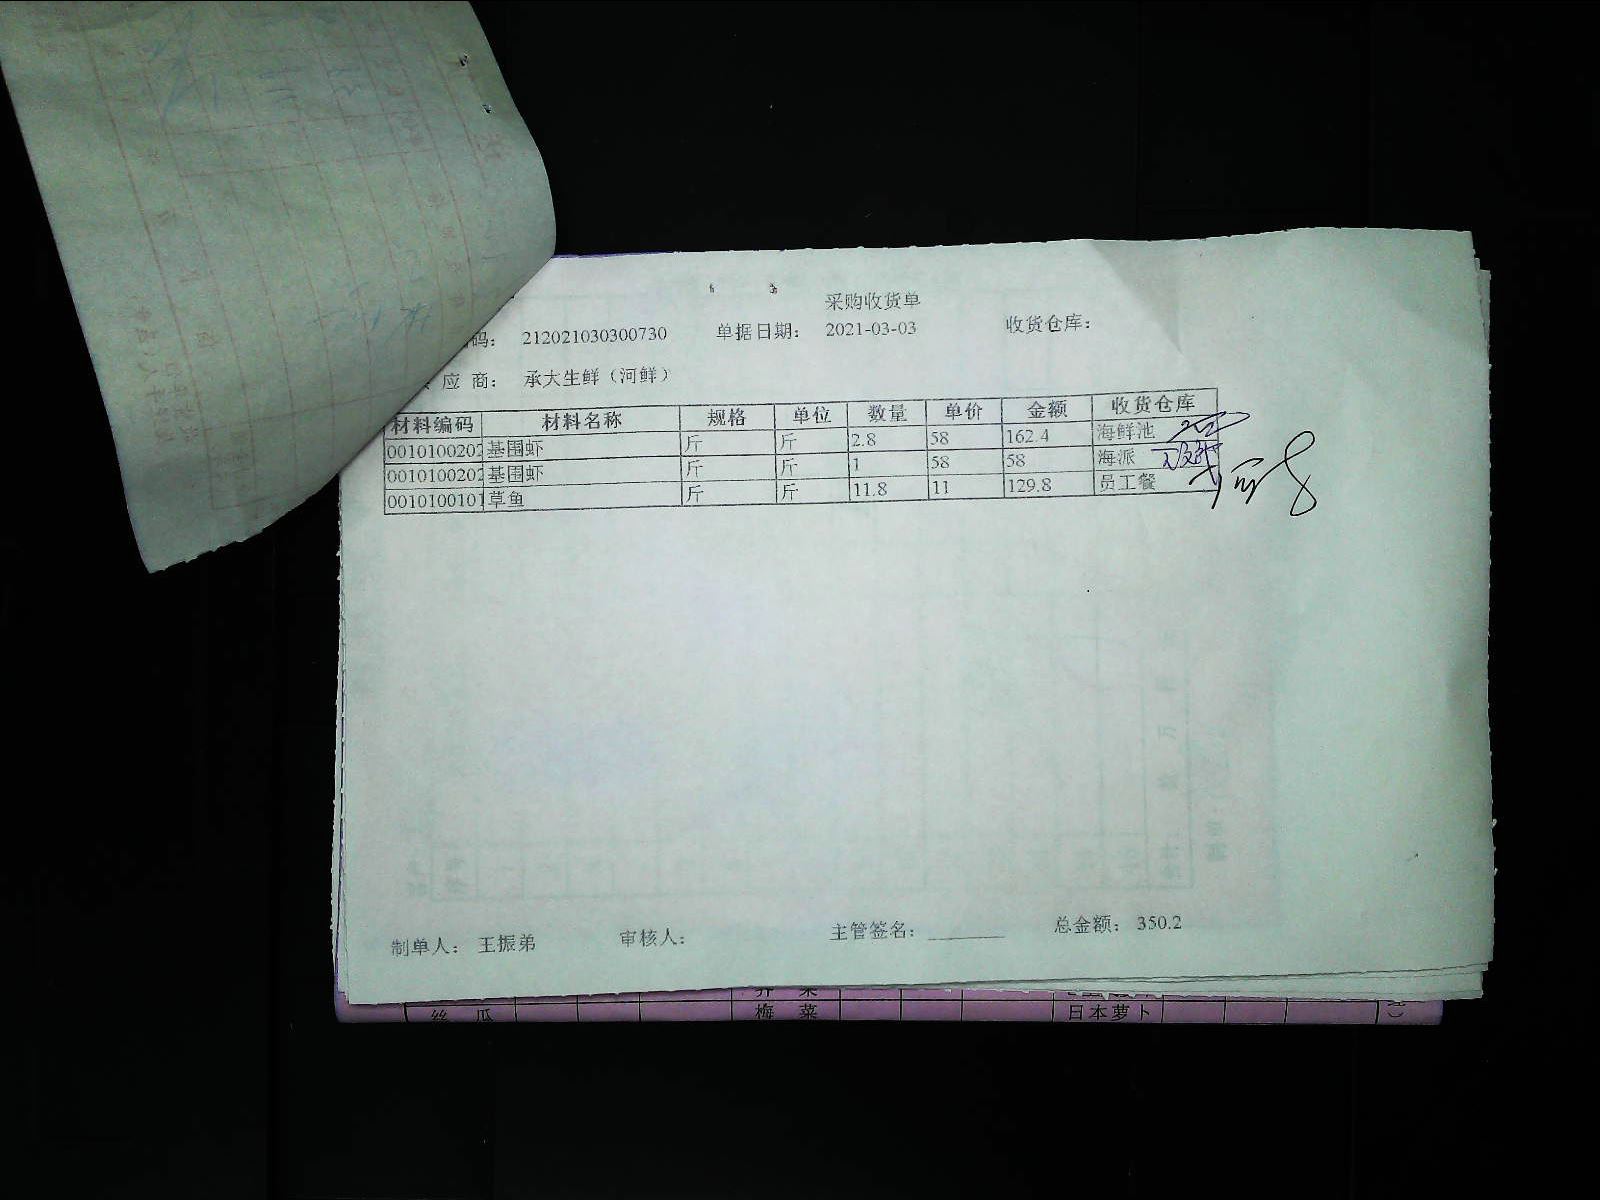 采购收货单
码： 212021030300730 单据日期： 2021-03-03 收货仓库：
应 商： 承大生鲜（河鲜）
材料编码 材料名称 规格 单位 数量 单价 金额 收货仓库
0010100202 基围虾 斤 斤 2.8 58 162.4 海鲜池
0010100202 基围虾 斤 斤 1 58 58 海派
0010100101 草鱼 斤 斤 11.8 11 129.8 员工餐
制单人： 王振弟 审核人： 主管签名： 总金额： 350.2
丝 瓜 梅 菜 日本萝卜